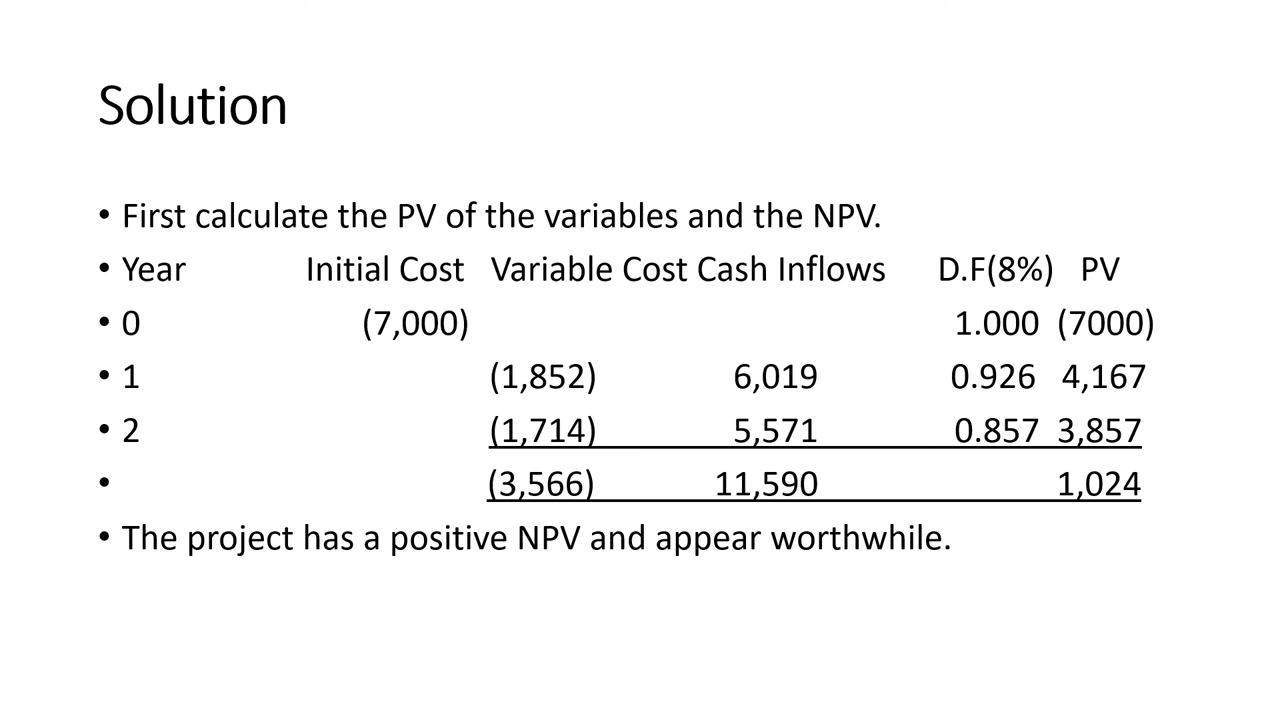 Solution
• First calculate the PV of the variables and the NPV.
• Year Initial Cost Variable Cost Cash Inflows D.F(8%) PV
• 0 (7,000) 1.000 (7000)
• 1 (1,852) 6,019 0.926 4,167
• 2 (1,714) 5,571 0.857 3,857
• (3,566) 11,590 1,024
• The project has a positive NPV and appear worthwhile.